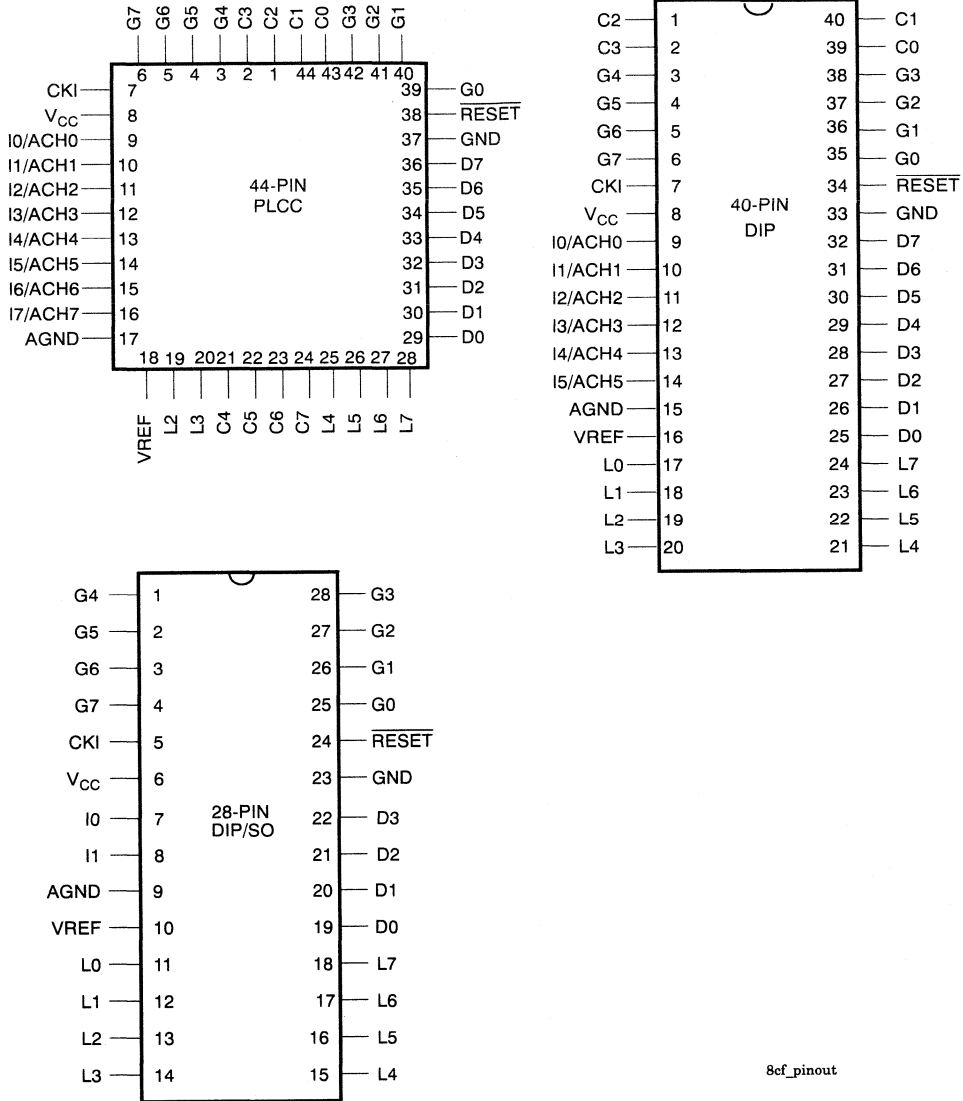 G7 G6 G5 G4 C3 C2 C1 C0 G3 G2 G1
6 5 4 3 2 1 44 43 42 41 40
CKI 7 39 G0
VCC 8 38 RESET
I0/ACH0 9 37 GND
I1/ACH1 10 36 D7
I2/ACH2 11 35 D6
I3/ACH3 12 34 D5
I4/ACH4 13 33 D4
I5/ACH5 14 32 D3
I6/ACH6 15 31 D2
I7/ACH7 16 30 D1
AGND 17 29 D0
44-PIN
PLCC
18 19 20 21 22 23 24 25 26 27 28
VREF L2 L3 C4 C5 C6 C7 L4 L5 L6 L7
C2 1 40 C1
C3 2 39 C0
G4 3 38 G3
G5 4 37 G2
G6 5 36 G1
G7 6 35 G0
CKI 7 34 RESET
VCC 8 33 GND
I0/ACH0 9 32 D7
I1/ACH1 10 31 D6
I2/ACH2 11 30 D5
I3/ACH3 12 29 D4
I4/ACH4 13 28 D3
I5/ACH5 14 27 D2
AGND 15 26 D1
VREF 16 25 D0
L0 17 24 L7
L1 18 23 L6
L2 19 22 L5
L3 20 21 L4
40-PIN
DIP
G4 1 28 G3
G5 2 27 G2
G6 3 26 G1
G7 4 25 G0
CKI 5 24 RESET
VCC 6 23 GND
I0 7 22 D3
I1 8 21 D2
AGND 9 20 D1
VREF 10 19 D0
L0 11 18 L7
L1 12 17 L6
L2 13 16 L5
L3 14 15 L4
28-PIN
DIP/SO
8cf_pinout